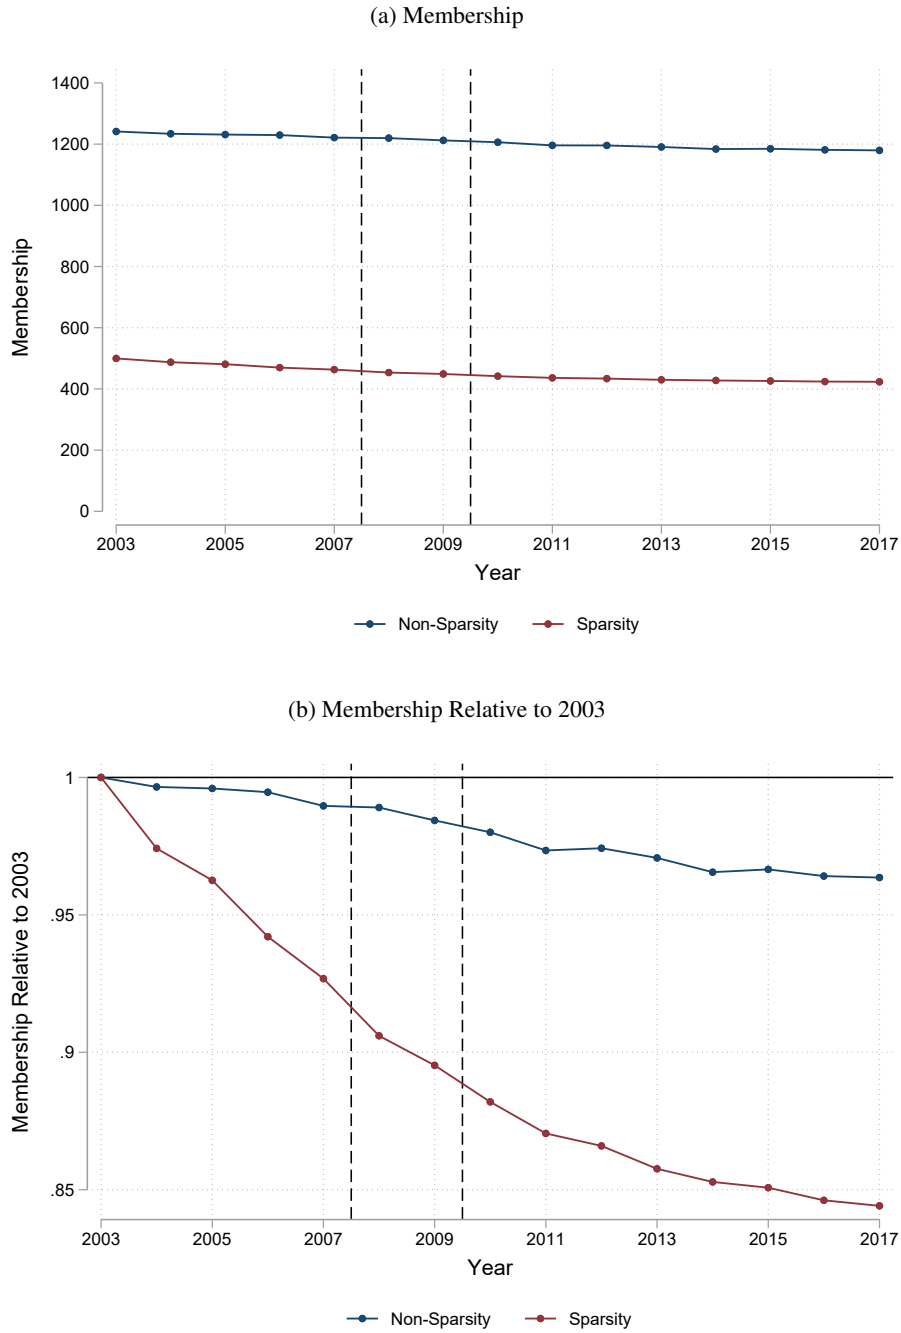 (a) Membership
1400
1200
1000
800
600
400
200
0
Membership
2003 2005 2007 2009 2011 2013 2015 2017
Year
Non-Sparsity Sparsity
(b) Membership Relative to 2003
1
.95
.9
.85
Membership Relative to 2003
2003 2005 2007 2009 2011 2013 2015 2017
Year
Non-Sparsity Sparsity